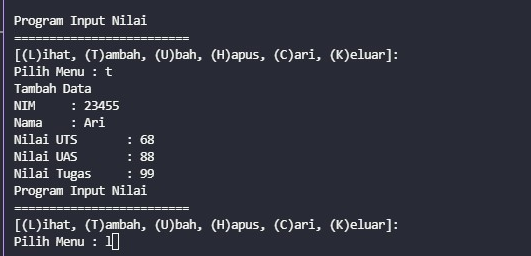 Program Input Nilai
=========================
[(L)ihat, (T)ambah, (U)bah, (H)apus, (C)ari, (K)eluar]:
Pilih Menu : t
Tambah Data
NIM     : 23455
Nama    : Ari
Nilai UTS       : 68
Nilai UAS       : 88
Nilai Tugas     : 99
Program Input Nilai
=========================
[(L)ihat, (T)ambah, (U)bah, (H)apus, (C)ari, (K)eluar]:
Pilih Menu : l